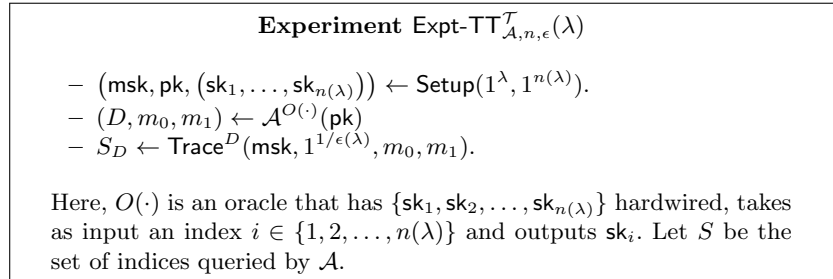 Experiment Expt-TT^𝒯_{𝒜,n,ϵ}(λ)
– (msk, pk, (sk_1, . . . , sk_{n(λ)})) ← Setup(1^λ, 1^{n(λ)}).
– (D, m_0, m_1) ← 𝒜^{O(·)}(pk)
– S_D ← Trace^D(msk, 1^{1/ϵ(λ)}, m_0, m_1).
Here, O(·) is an oracle that has {sk_1, sk_2, . . . , sk_{n(λ)}} hardwired, takes
as input an index i ∈ {1, 2, . . . , n(λ)} and outputs sk_i. Let S be the
set of indices queried by 𝒜.